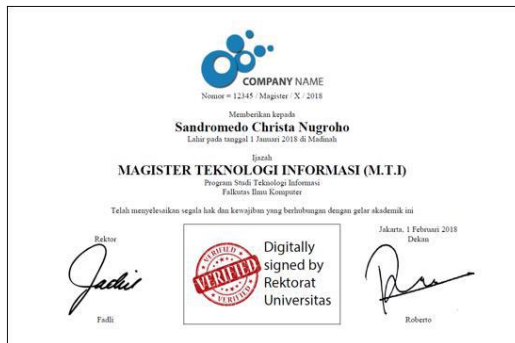 COMPANY NAME
Nomor = 12345 / Magister / X / 2018
Memberikan kepada
Sandromedo Christa Nugroho
Lahir pada tanggal 1 Januari 2018 di Madinah
Ijazah
MAGISTER TEKNOLOGI INFORMASI (M.T.I)
Program Studi Teknologi Informasi
Falkutas Ilmu Komputer
Telah menyelesaikan segala hak dan kewajiban yang berhubungan dengan gelar akademik ini
Jakarta, 1 Februari 2018
Rektor
Dekan
VERIFIED
VERIFIED
VERIFIED
Digitally
signed by
Rektorat
Universitas
Fadli
Roberto